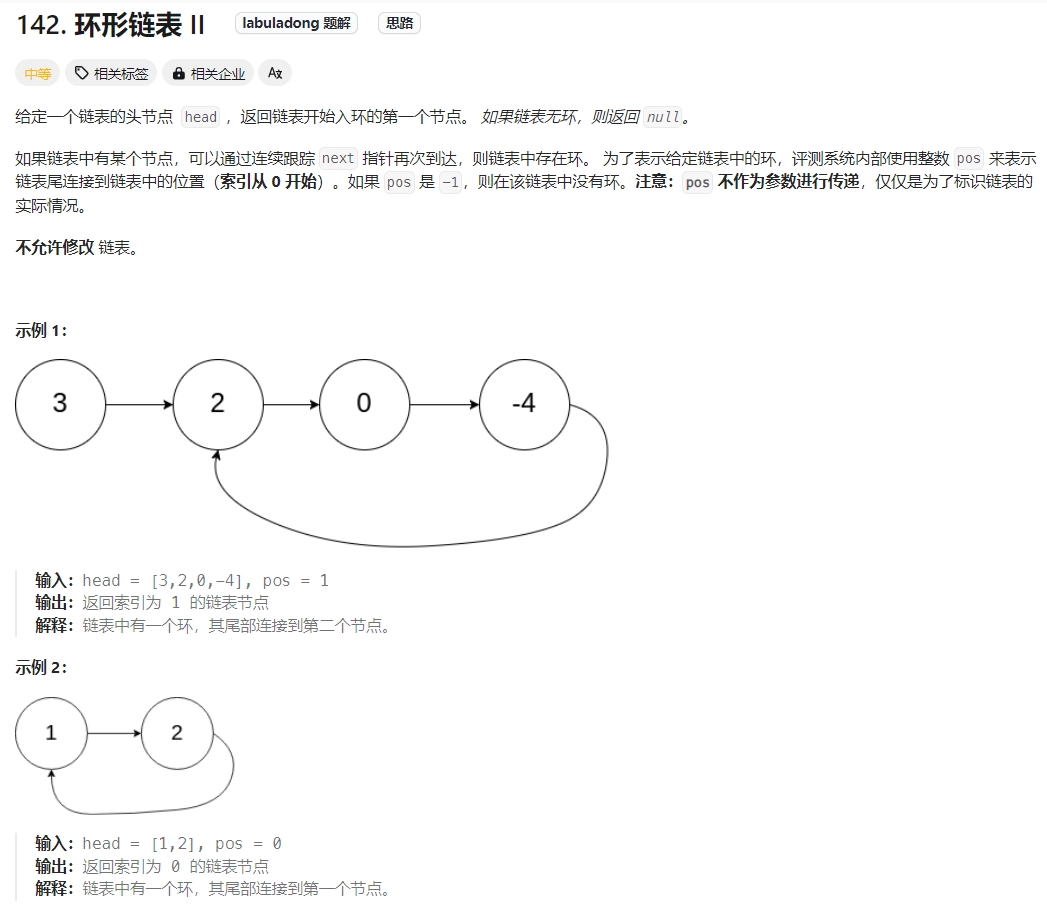 142. 环形链表 II labuladong 题解 思路
中等 相关标签 相关企业 Ax
给定一个链表的头节点 head ，返回链表开始入环的第一个节点。 如果链表无环，则返回 null。
如果链表中有某个节点，可以通过连续跟踪 next 指针再次到达，则链表中存在环。 为了表示给定链表中的环，评测系统内部使用整数 pos 来表示
链表尾连接到链表中的位置（索引从 0 开始）。如果 pos 是 -1，则在该链表中没有环。注意：pos 不作为参数进行传递，仅仅是为了标识链表的
实际情况。
不允许修改 链表。
示例 1：
3 2 0 -4
输入：head = [3,2,0,-4], pos = 1
输出：返回索引为 1 的链表节点
解释：链表中有一个环，其尾部连接到第二个节点。
示例 2：
1 2
输入：head = [1,2], pos = 0
输出：返回索引为 0 的链表节点
解释：链表中有一个环，其尾部连接到第一个节点。